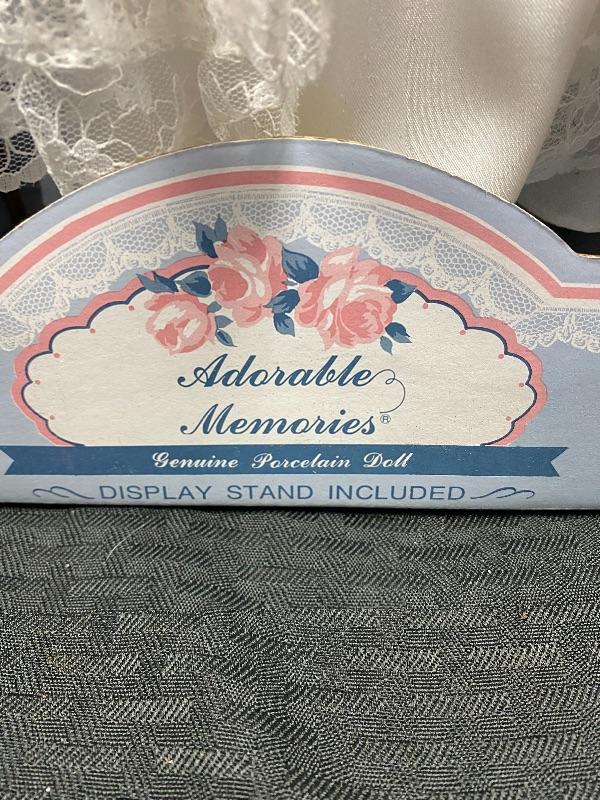 Adorable
Memories®
Genuine Porcelain Doll
DISPLAY STAND INCLUDED